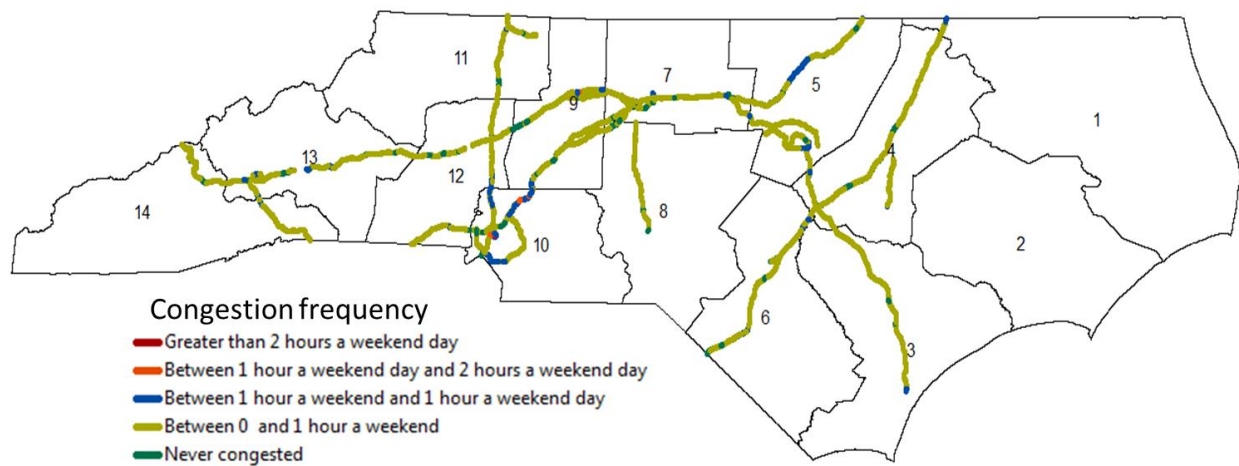 11
7
5
9
1
4
13
12
14
8
10
2
6
3
Congestion frequency
Greater than 2 hours a weekend day
Between 1 hour a weekend day and 2 hours a weekend day
Between 1 hour a weekend and 1 hour a weekend day
Between 0 and 1 hour a weekend
Never congested